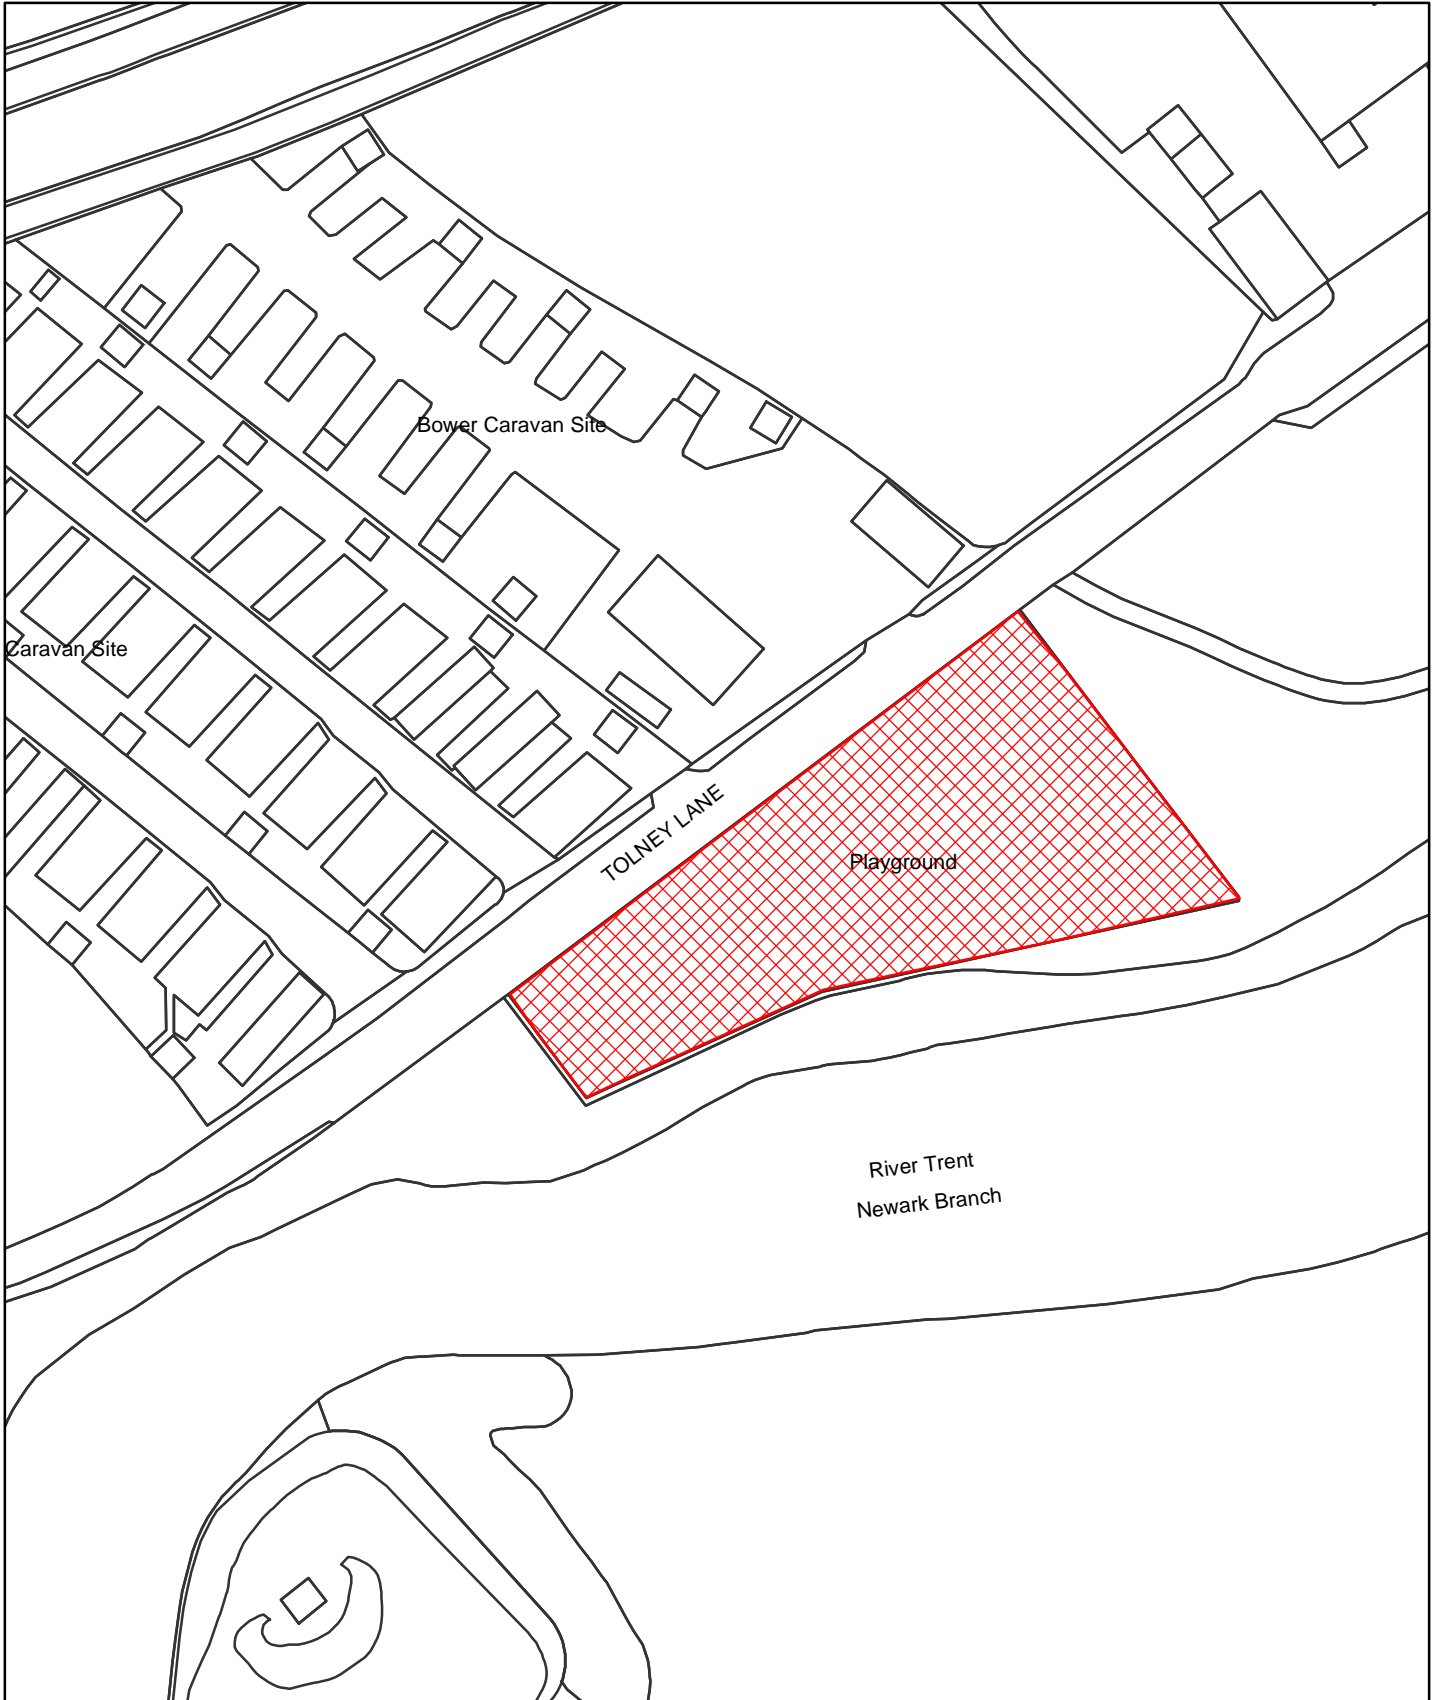 Bower Caravan Site
Caravan Site
TOLNEY LANE
Playground
River Trent
Newark Branch